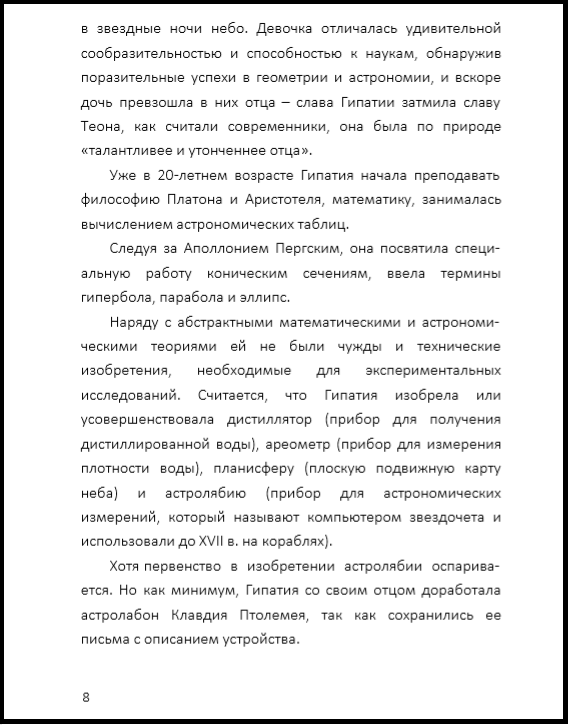 в звездные ночи небо. Девочка отличалась удивительной
сообразительностью и способностью к наукам, обнаружив
поразительные успехи в геометрии и астрономии, и вскоре
дочь превзошла в них отца – слава Гипатии затмила славу
Теона, как считали современники, она была по природе
«талантливее и утонченнее отца».
Уже в 20-летнем возрасте Гипатия начала преподавать
философию Платона и Аристотеля, математику, занималась
вычислением астрономических таблиц.
Следуя за Аполлонием Пергским, она посвятила специ-
альную работу коническим сечениям, ввела термины
гипербола, парабола и эллипс.
Наряду с абстрактными математическими и астрономи-
ческими теориями ей не были чужды и технические
изобретения, необходимые для экспериментальных
исследований. Считается, что Гипатия изобрела или
усовершенствовала дистиллятор (прибор для получения
дистиллированной воды), ареометр (прибор для измерения
плотности воды), планисферу (плоскую подвижную карту
неба) и астролябию (прибор для астрономических
измерений, который называют компьютером звездочета и
использовали до XVII в. на кораблях).
Хотя первенство в изобретении астролябии оспарива-
ется. Но как минимум, Гипатия со своим отцом доработала
астролабон Клавдия Птолемея, так как сохранились ее
письма с описанием устройства.
8